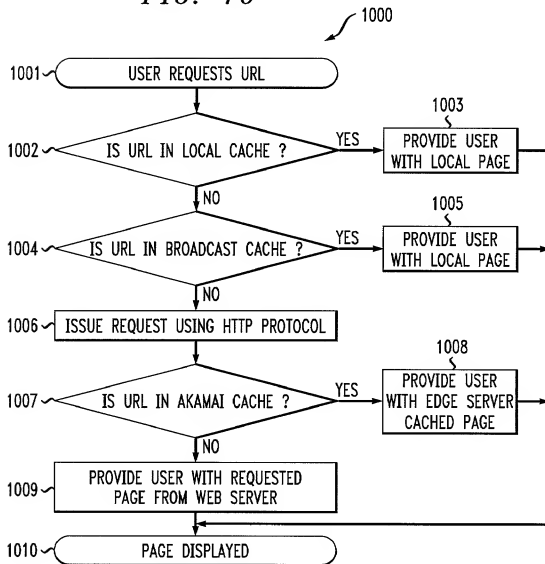 1000
1001 USER REQUESTS URL
1003
1002 IS URL IN LOCAL CACHE ? YES PROVIDE USER
WITH LOCAL PAGE
NO
1005
1004 IS URL IN BROADCAST CACHE ? YES PROVIDE USER
WITH LOCAL PAGE
NO
1006 ISSUE REQUEST USING HTTP PROTOCOL
1008
1007 IS URL IN AKAMAI CACHE ? YES PROVIDE USER
WITH EDGE SERVER
CACHED PAGE
NO
1009 PROVIDE USER WITH REQUESTED
PAGE FROM WEB SERVER
1010 PAGE DISPLAYED